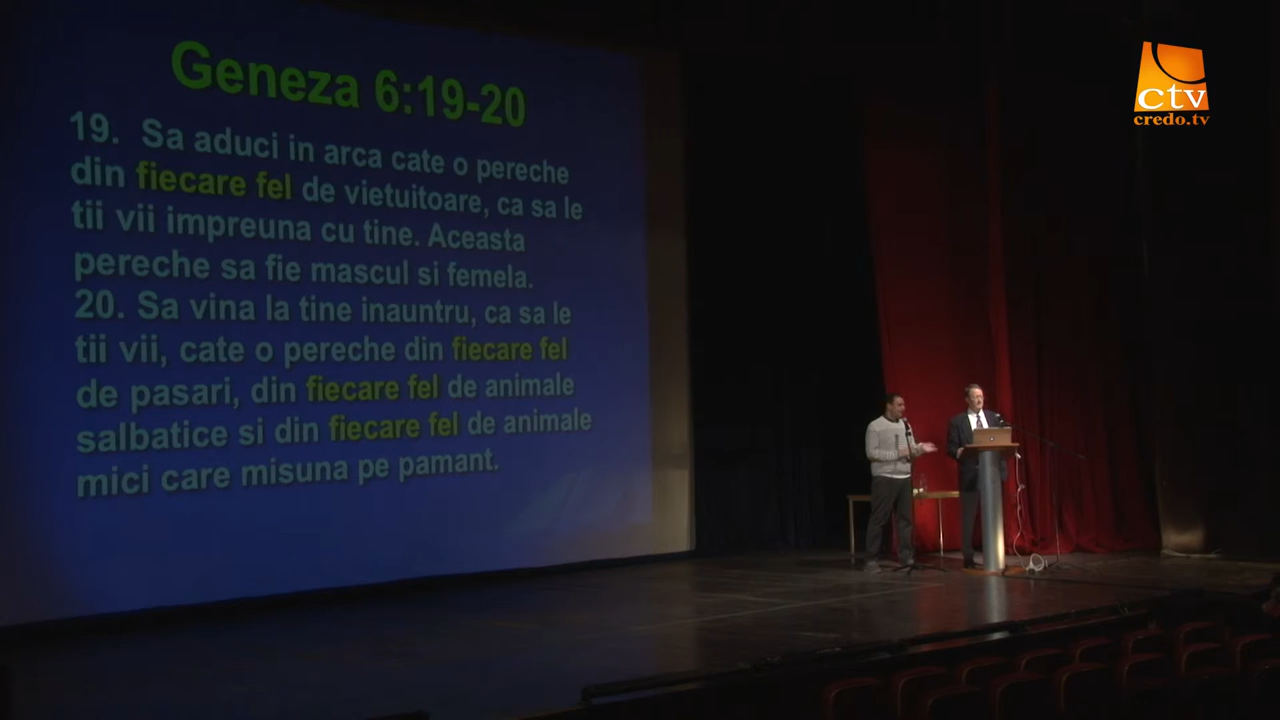 Geneza 6:19-20
19. Sa aduci in arca cate o pereche
din fiecare fel de vietuitoare, ca sa le
tii vii impreuna cu tine. Aceasta
pereche sa fie mascul si femela.
20. Sa vina la tine inauntru, ca sa le
tii vii, cate o pereche din fiecare fel
de pasari, din fiecare fel de animale
salbatice si din fiecare fel de animale
mici care misuna pe pamant.
ctv
credo.tv